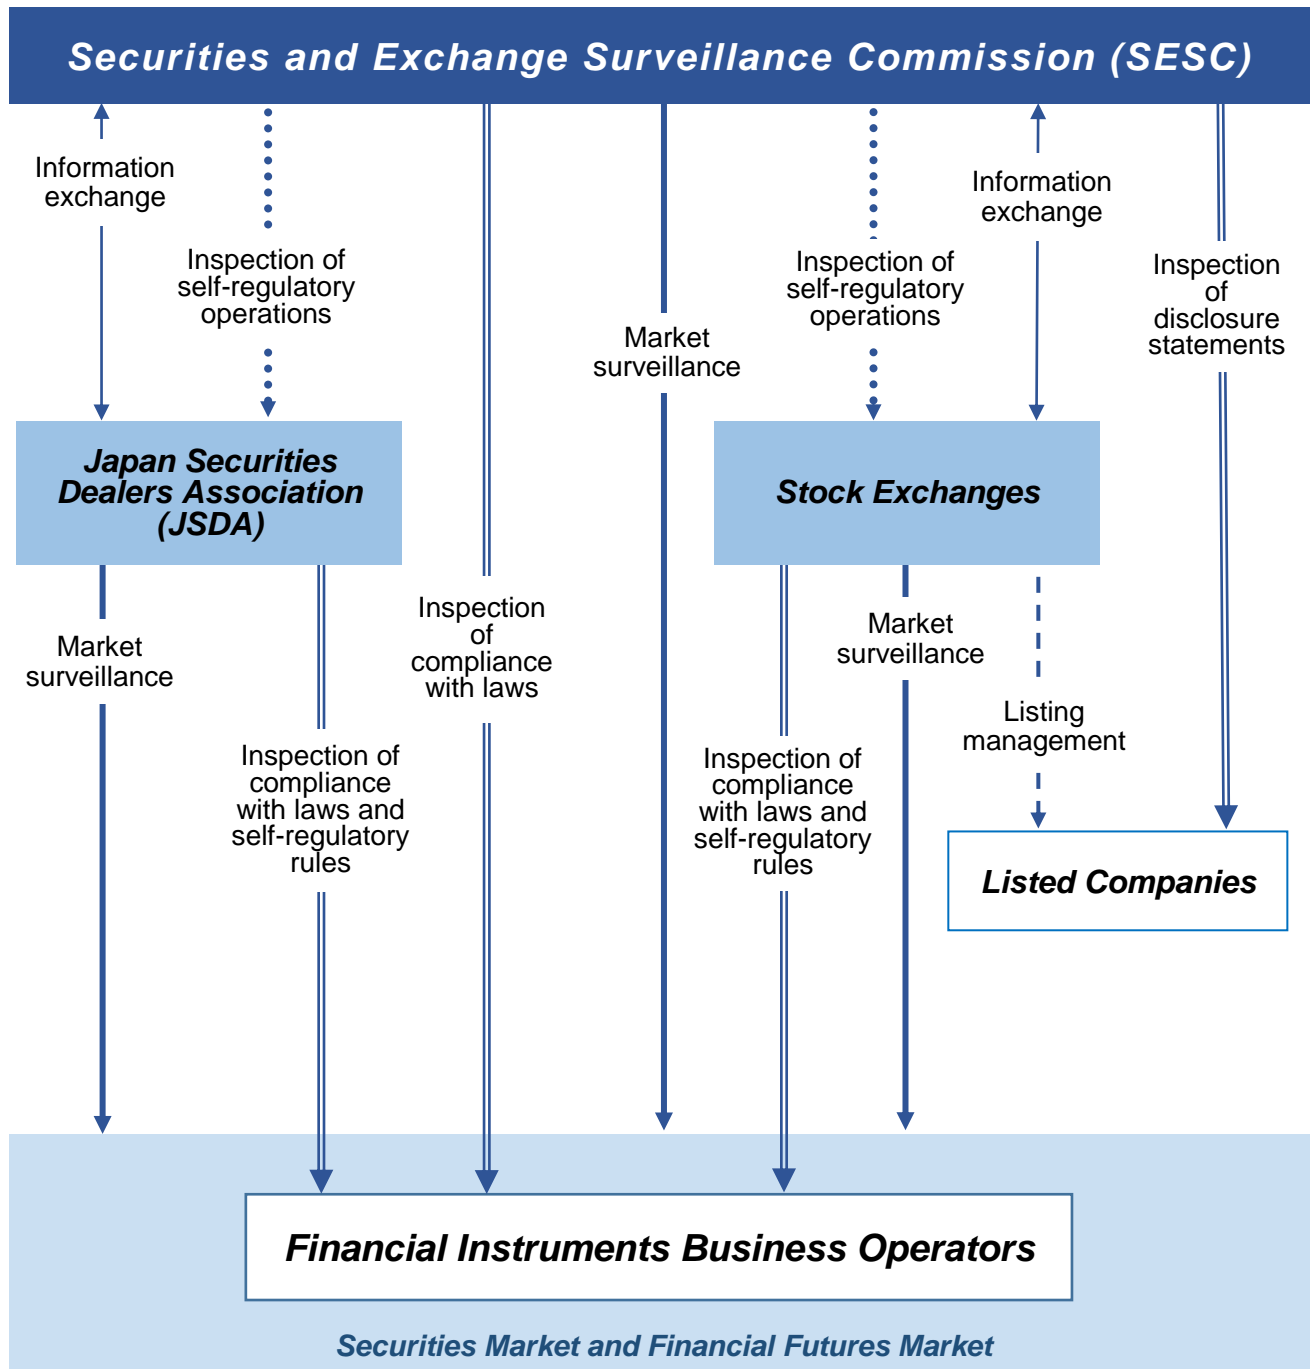 Securities and Exchange Surveillance Commission (SESC)
Information
exchange
Inspection of
self-regulatory
operations
Market
surveillance
Inspection of
self-regulatory
operations
Information
exchange
Inspection
of
disclosure
statements
Japan Securities
Dealers Association
(JSDA)
Stock Exchanges
Market
surveillance
Inspection of
compliance
with laws and
self-regulatory
rules
Inspection
of
compliance
with laws
Inspection of
compliance
with laws and
self-regulatory
rules
Market
surveillance
Listing
management
Listed Companies
Financial Instruments Business Operators
Securities Market and Financial Futures Market